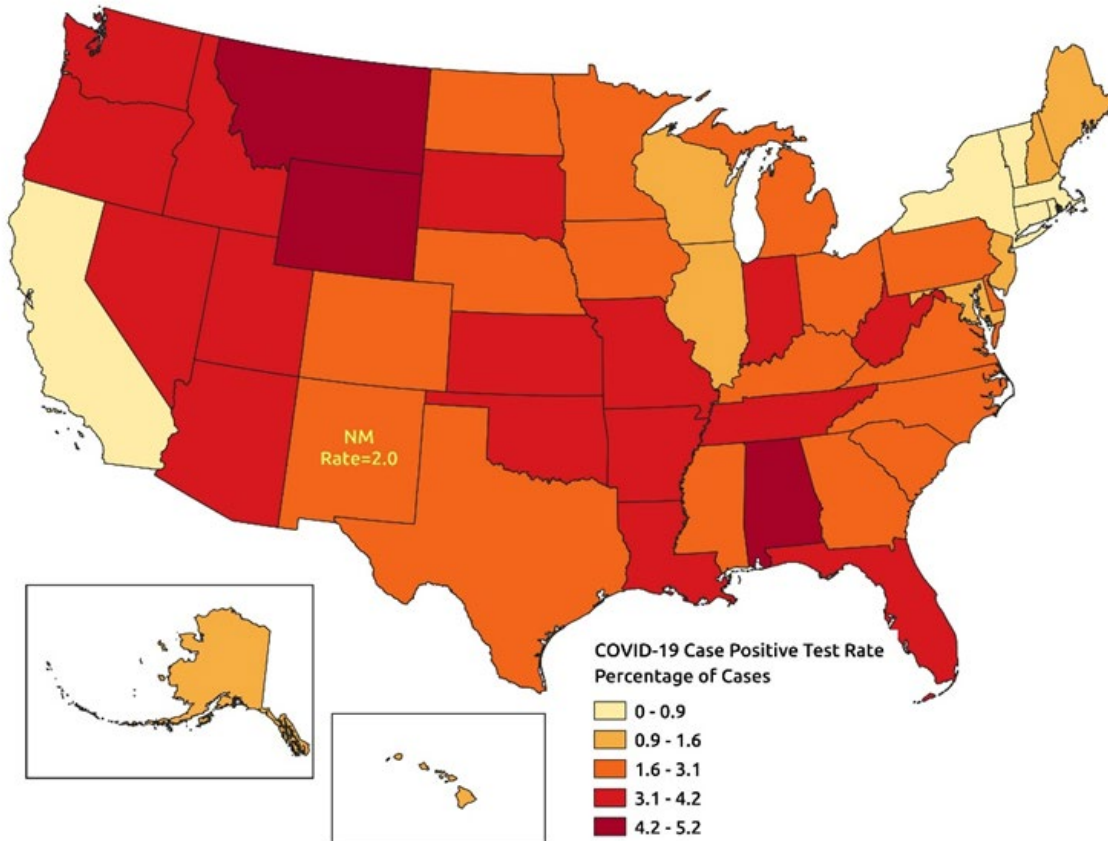 NM
Rate=2.0
COVID-19 Case Positive Test Rate
Percentage of Cases
0 - 0.9
0.9 - 1.6
1.6 - 3.1
3.1 - 4.2
4.2 - 5.2